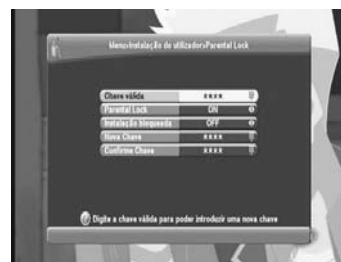 Menu>Instalação do utilizador>Parental Lock
Chave válida ****
Parental Lock ON
Instalação bloqueada OFF
Nova Chave ****
Confirme Chave ****
Digite a chave válida para poder introduzir uma nova chave